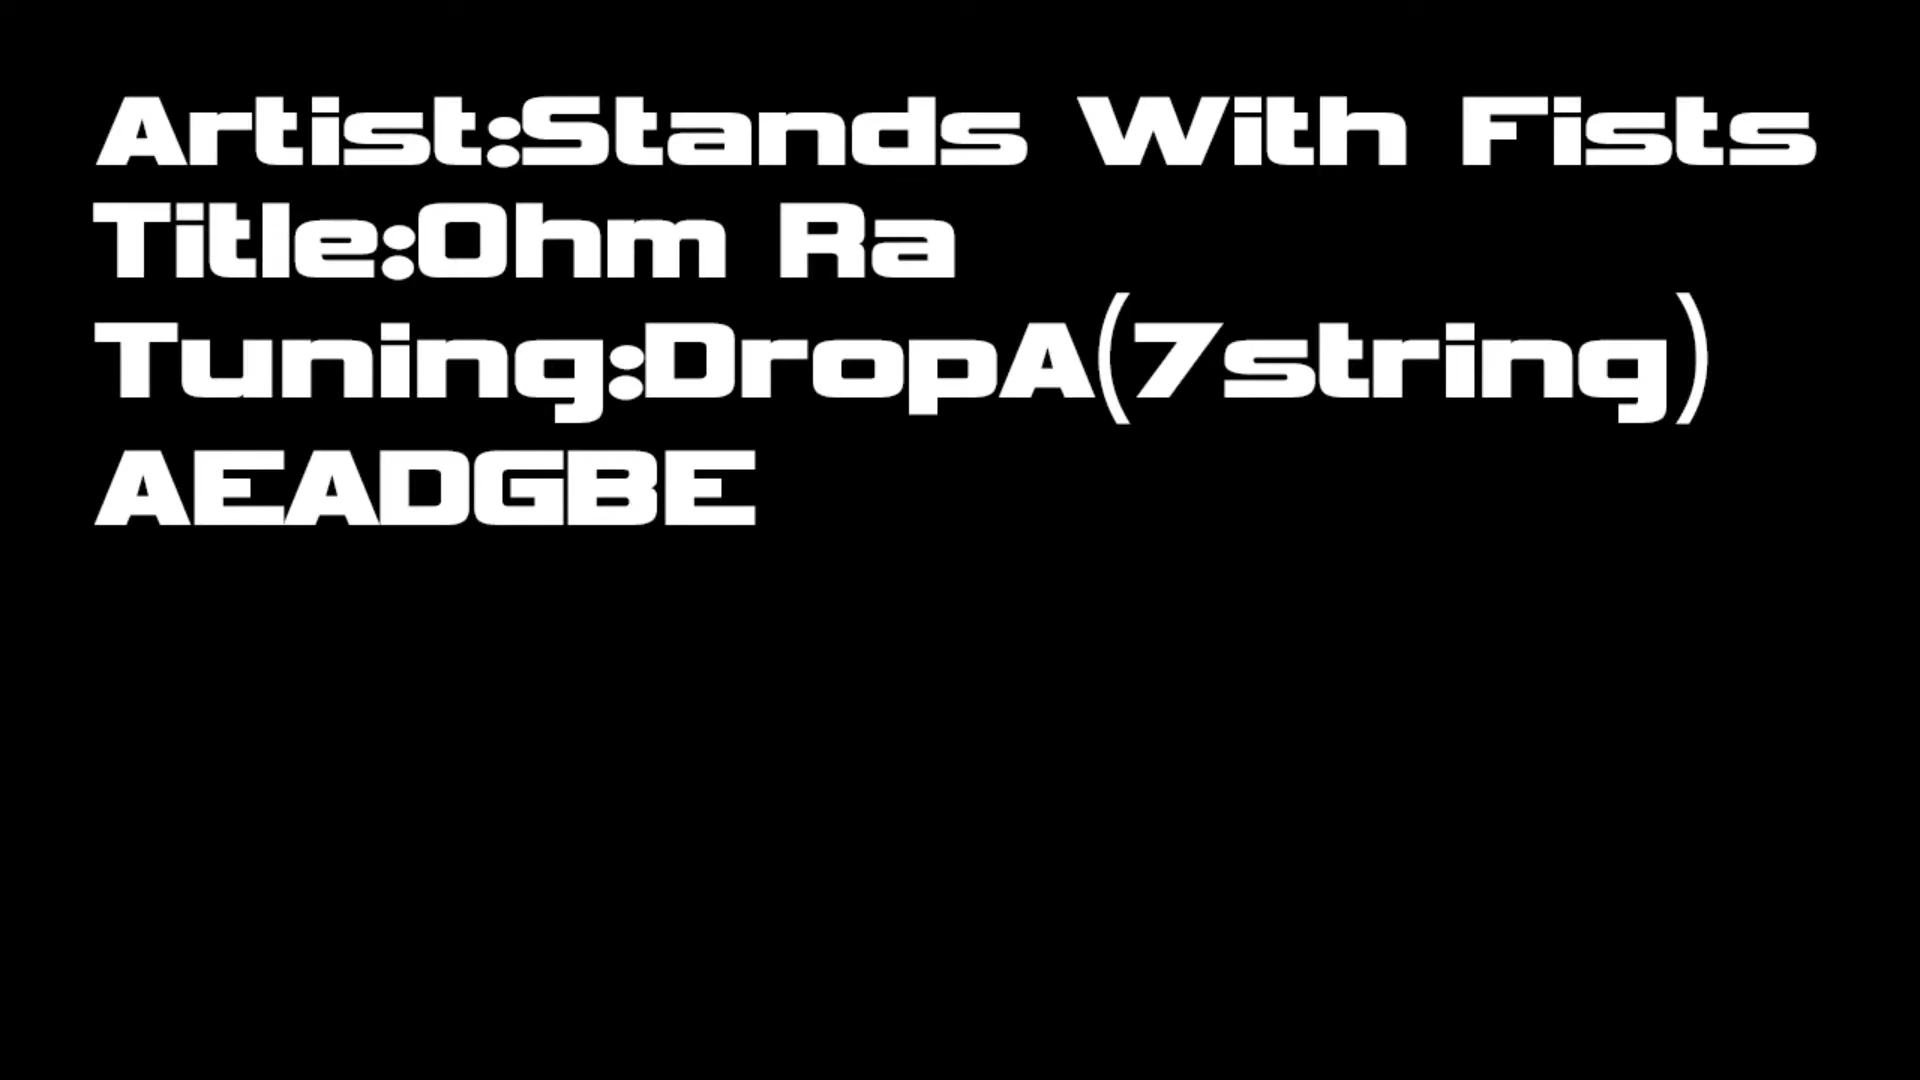 Artist:Stands With Fists
Title:Ohm Ra
Tuning:DropA(7string)
AEADGBE